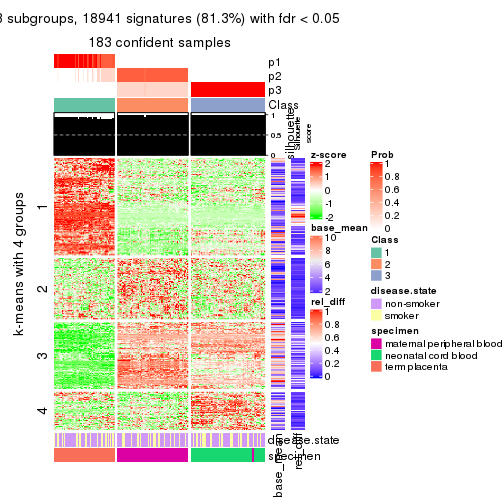 3 subgroups, 18941 signatures (81.3%) with fdr < 0.05
183 confident samples
p1
p2
p3
Class
1
0.5
0
silhouette
Silhouette
score
k-means with 4 groups
1
2
3
4
z-score
2
1
0
-1
-2
base_mean
10
8
6
4
2
rel_diff
1
0.8
0.6
0.4
0.2
0
Prob
1
0.8
0.6
0.4
0.2
0
Class
1
2
3
disease.state
non-smoker
smoker
specimen
maternal peripheral blood
neonatal cord blood
term placenta
disease.state
specimen
base_mean
rel_diff